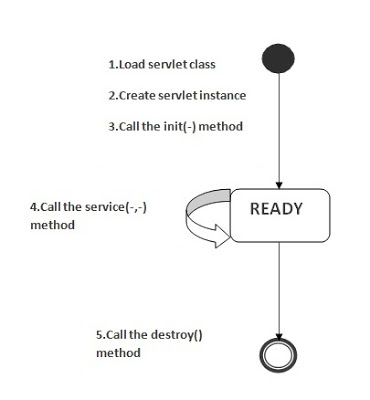 1.Load servlet class
2.Create servlet instance
3.Call the init(-) method
READY
4.Call the service(-,-)
method
5.Call the destroy()
method